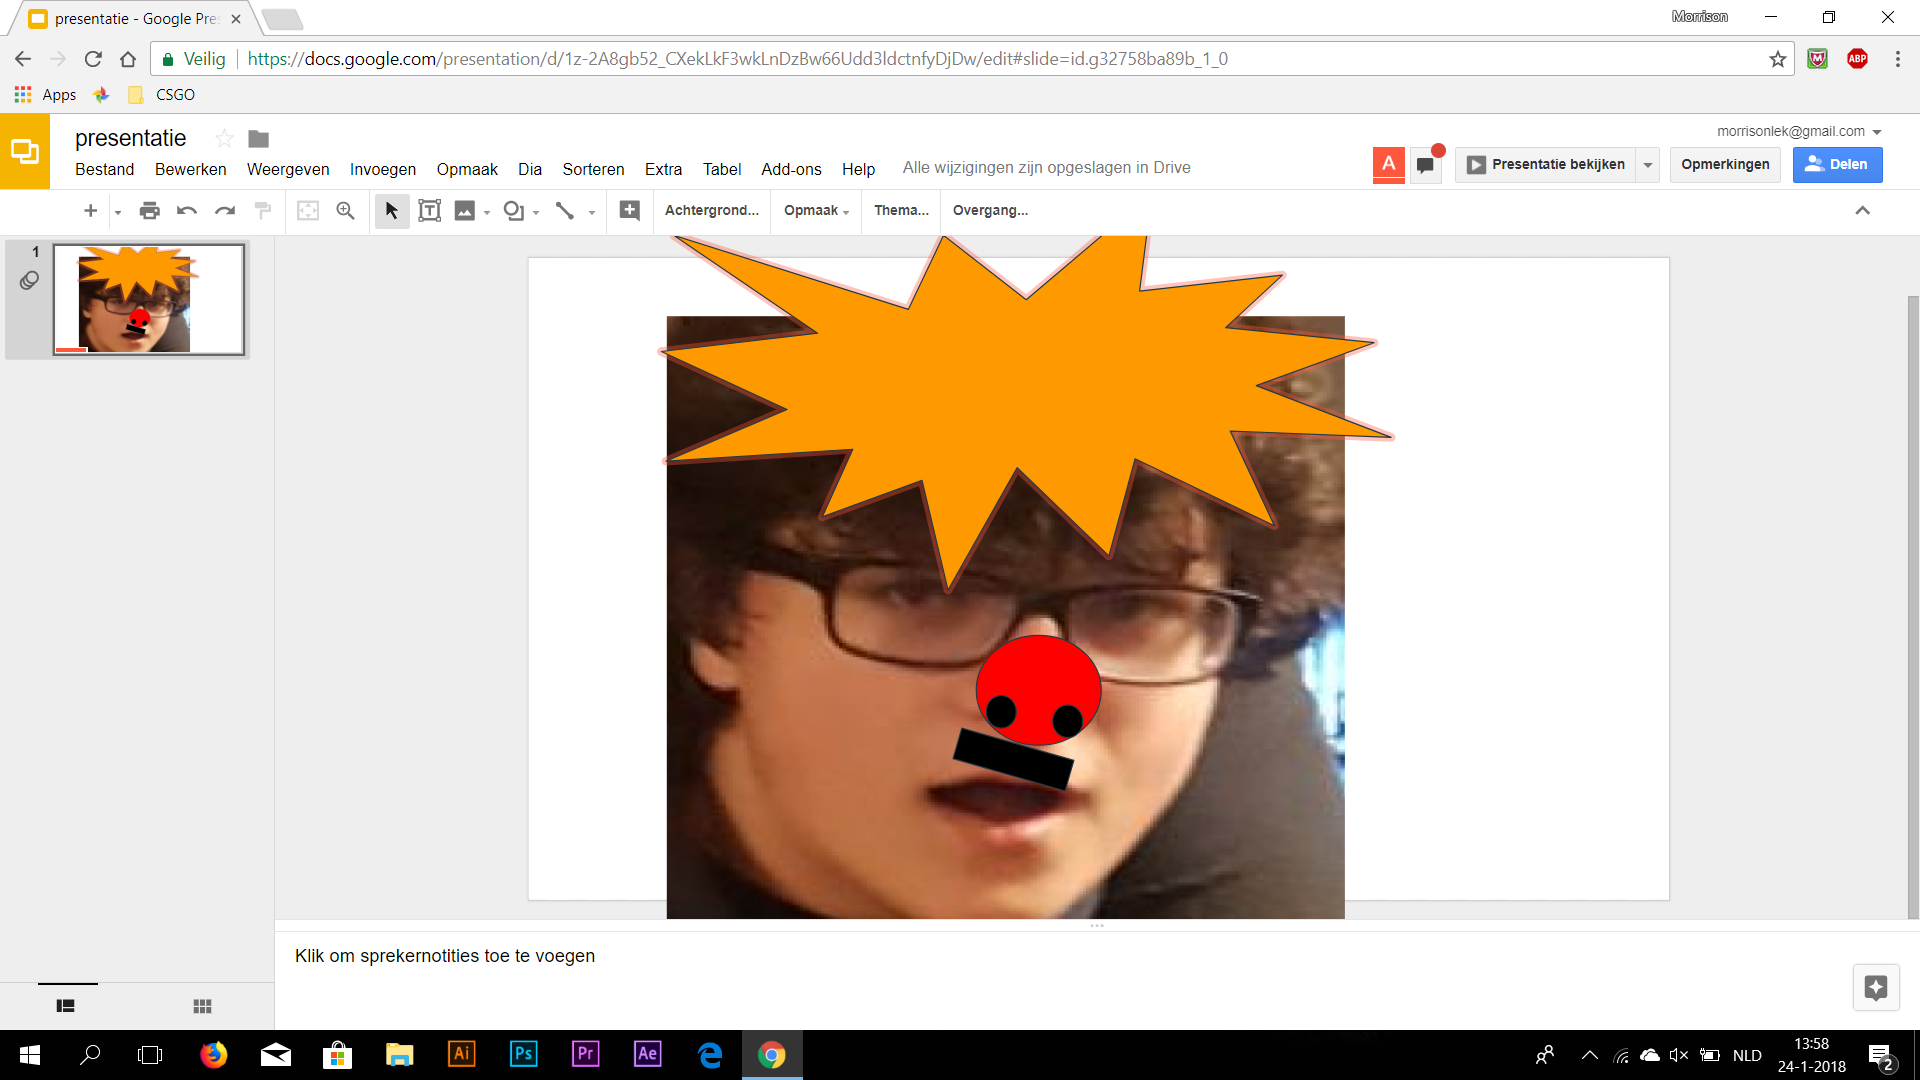 presentatie - Google Pre
Morrison
Veilig
https://docs.google.com/presentation/d/1z-2A8gb52_CXekLkF3wkLnDzBw66Udd3ldctnfyDjDw/edit#slide=id.g32758ba89b_1_0
ABP
Apps
CSGO
presentatie
morrisonlek@gmail.com
Bestand Bewerken Weergeven Invoegen Opmaak Dia Sorteren Extra Tabel Add-ons Help
Alle wijzigingen zijn opgeslagen in Drive
A
Presentatie bekijken
Opmerkingen
Delen
Achtergrond... Opmaak Thema... Overgang...
1
Klik om sprekernotities toe te voegen
Ai Ps Pr Ae
NLD
13:58
24-1-2018
2